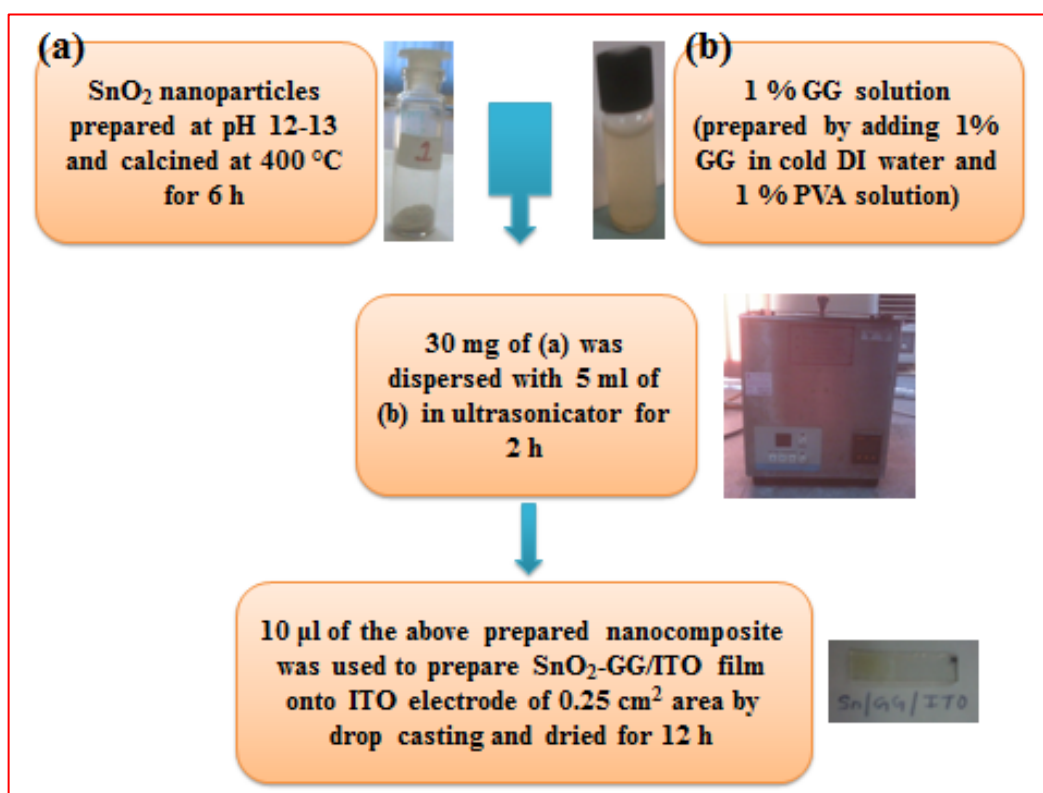 (a)
SnO₂ nanoparticles
prepared at pH 12-13
and calcined at 400 °C
for 6 h
1
(b)
1 % GG solution
(prepared by adding 1%
GG in cold DI water and
1 % PVA solution)
30 mg of (a) was
dispersed with 5 ml of
(b) in ultrasonicator for
2 h
10 µl of the above prepared nanocomposite
was used to prepare SnO₂-GG/ITO film
onto ITO electrode of 0.25 cm² area by
drop casting and dried for 12 h
Sn/GG/ITO